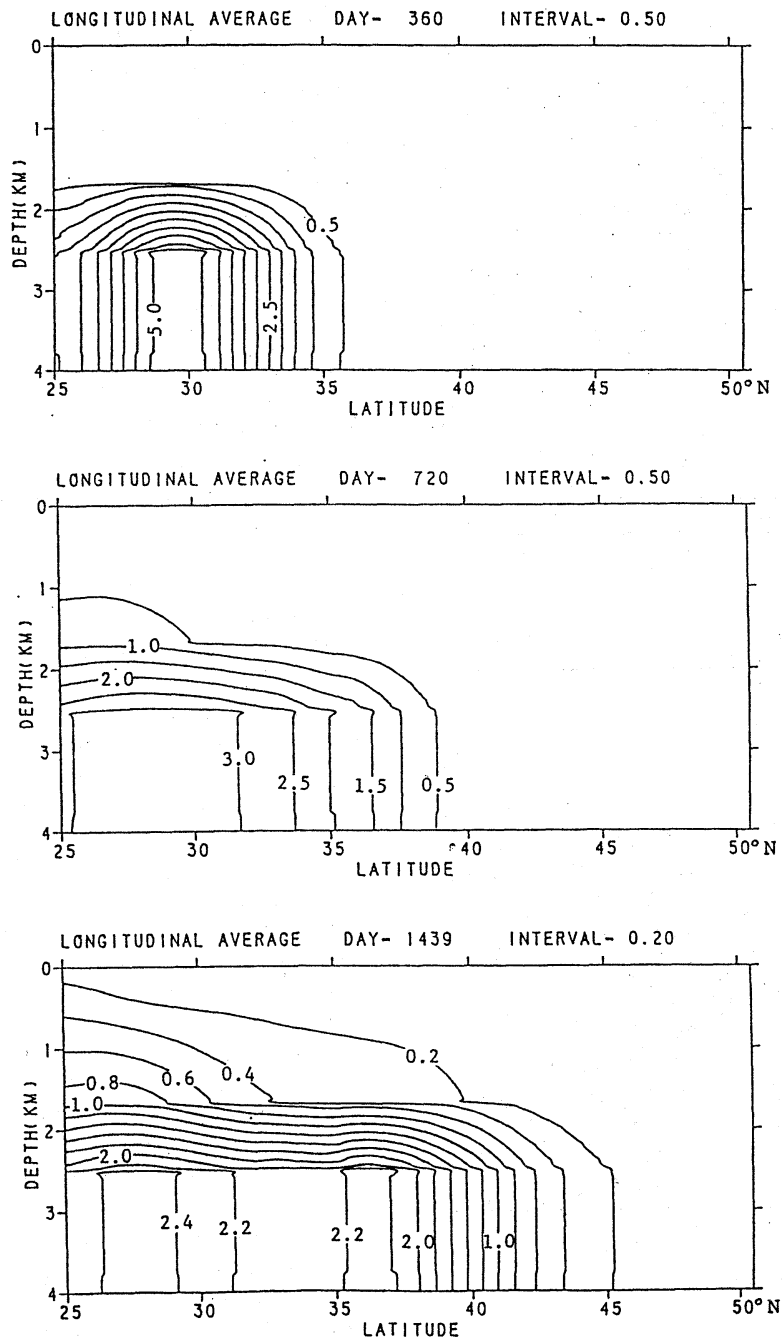 LONGITUDINAL AVERAGE DAY- 360 INTERVAL- 0.50
0
1
2
3
4
DEPTH(KM)
0.5
5.0
2.5
25 30 35 40 45 50°N
LATITUDE
LONGITUDINAL AVERAGE DAY- 720 INTERVAL- 0.50
0
1
2
3
4
DEPTH(KM)
1.0
2.0
3.0
2.5
1.5
0.5
25 30 35 40 45 50°N
LATITUDE
LONGITUDINAL AVERAGE DAY- 1439 INTERVAL- 0.20
0
1
2
3
4
DEPTH(KM)
0.2
0.4
0.6
0.8
1.0
2.0
2.4
2.2
2.2
2.0
1.0
25 30 35 40 45 50°N
LATITUDE